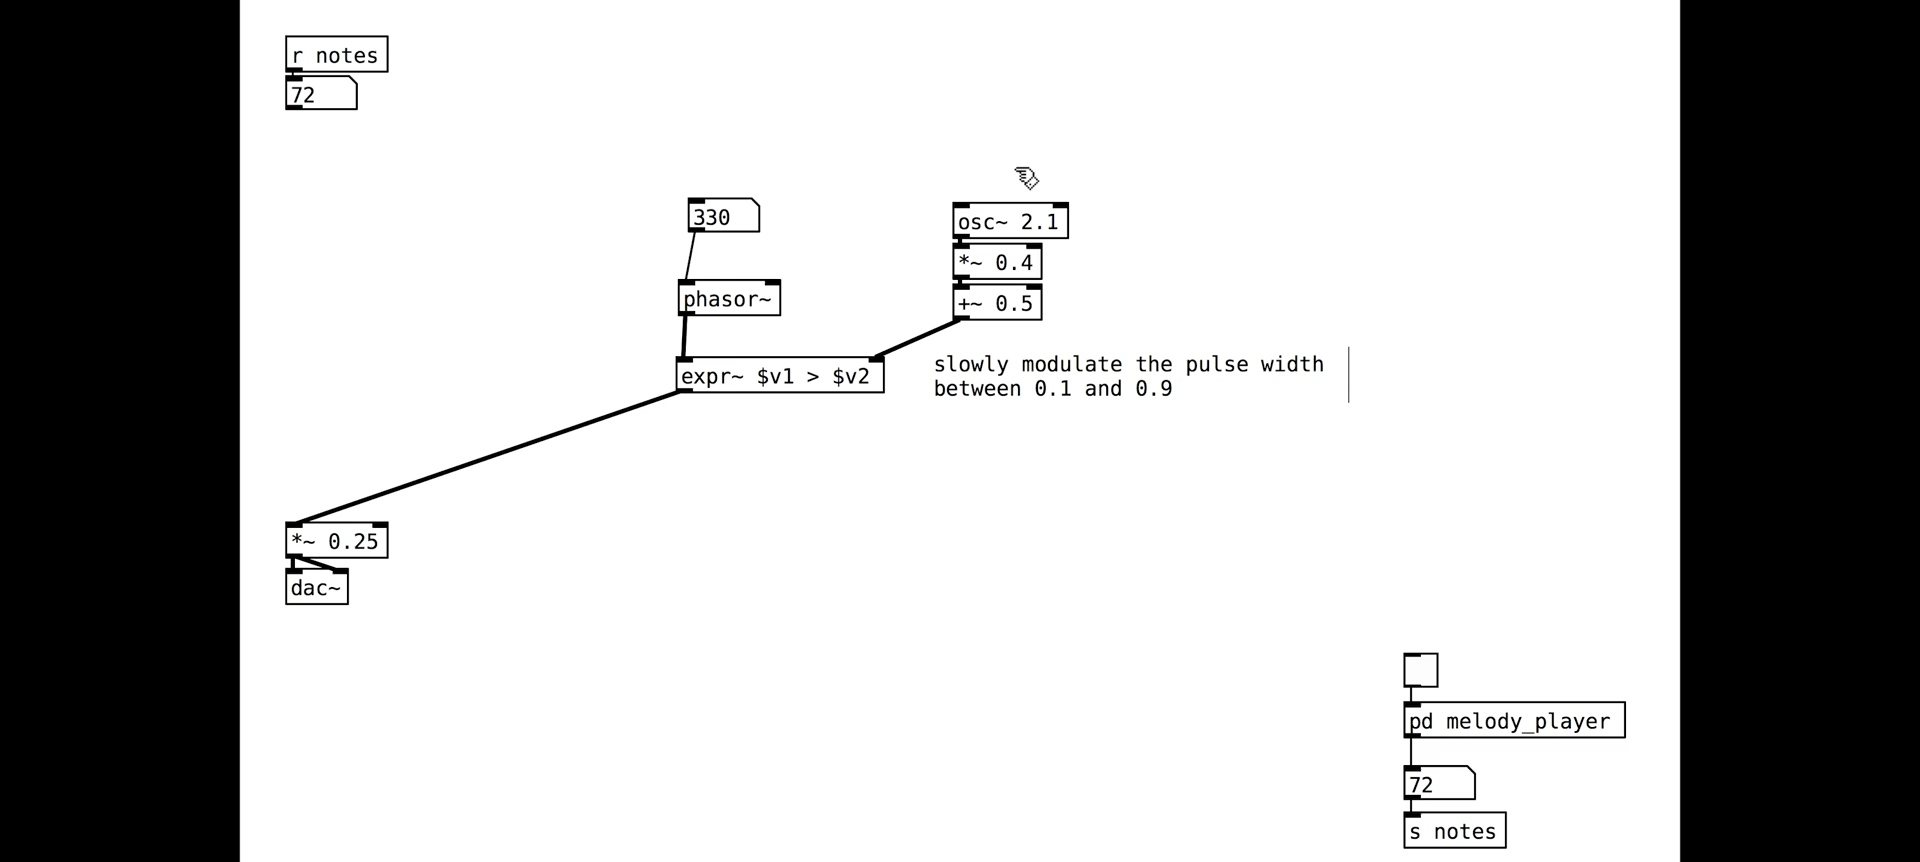 r notes
72
330
osc~ 2.1
*~ 0.4
phasor~
+~ 0.5
expr~ $v1 > $v2
slowly modulate the pulse width
between 0.1 and 0.9
*~ 0.25
dac~
pd melody_player
72
s notes